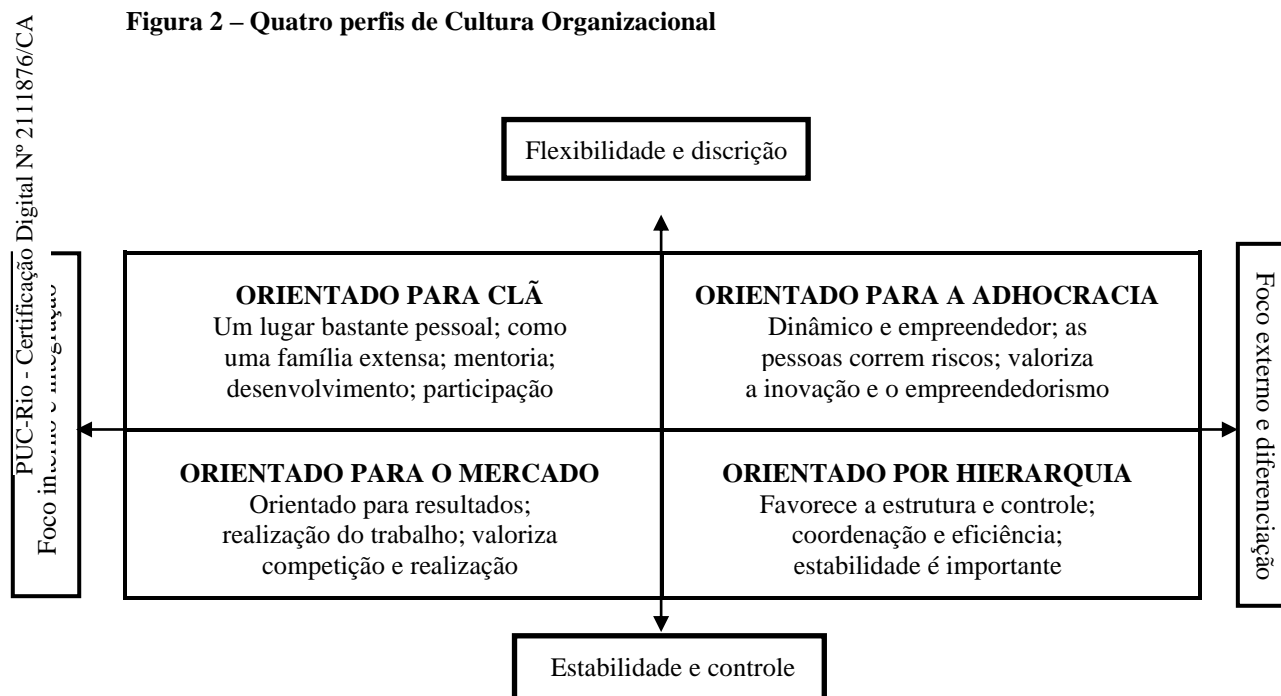 Figura 2 – Quatro perfis de Cultura Organizacional
PUC-Rio - Certificação Digital Nº 2111876/CA
Flexibilidade e discrição
Foco interno e integração
ORIENTADO PARA CLÃ
Um lugar bastante pessoal; como
uma família extensa; mentoria;
desenvolvimento; participação
ORIENTADO PARA A ADHOCRACIA
Dinâmico e empreendedor; as
pessoas correm riscos; valoriza
a inovação e o empreendedorismo
Foco externo e diferenciação
ORIENTADO PARA O MERCADO
Orientado para resultados;
realização do trabalho; valoriza
competição e realização
ORIENTADO POR HIERARQUIA
Favorece a estrutura e controle;
coordenação e eficiência;
estabilidade é importante
Estabilidade e controle